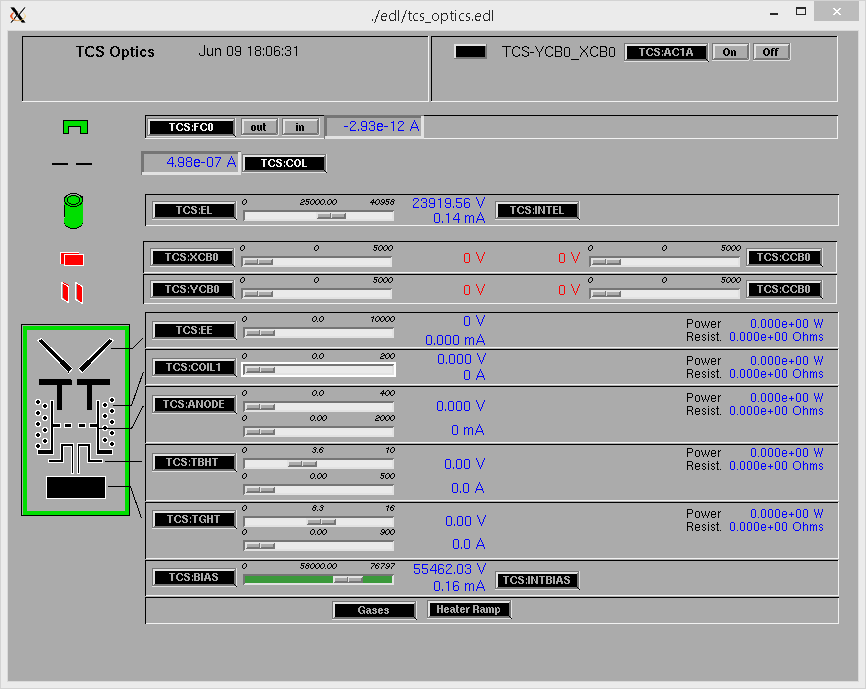 ./edl/tcs_optics.edl
TCS Optics Jun 09 18:06:31 TCS-YCB0_XCB0 TCS:AC1A On Off
TCS:FC0 out in -2.93e-12 A
4.98e-07 A TCS:COL
TCS:EL 0 25000.00 40958 23919.56 V 0.14 mA TCS:INTEL
TCS:XCB0 0 0 5000 0 V 0 V 0 0 5000 TCS:CCB0
TCS:YCB0 0 0 5000 0 V 0 V 0 0 5000 TCS:CCB0
TCS:EE 0 0.0 10000 0 V Power 0.000e+00 W
0.000 mA Resist. 0.000e+00 Ohms
TCS:COIL1 0 0.0 200 0.000 V Power 0.000e+00 W
0 A Resist. 0.000e+00 Ohms
TCS:ANODE 0 0.0 400 0.000 V Power 0.000e+00 W
Resist. 0.000e+00 Ohms
0 0.00 2000 0 mA
TCS:TBHT 0 3.6 10 0.00 V Power 0.000e+00 W
Resist. 0.000e+00 Ohms
0 0.00 500 0.0 A
TCS:TGHT 0 8.3 16 0.00 V Power 0.000e+00 W
Resist. 0.000e+00 Ohms
0 0.00 900 0.0 A
TCS:BIAS 0 58000.00 76797 55462.03 V
0.16 mA TCS:INTBIAS
Gases Heater Ramp